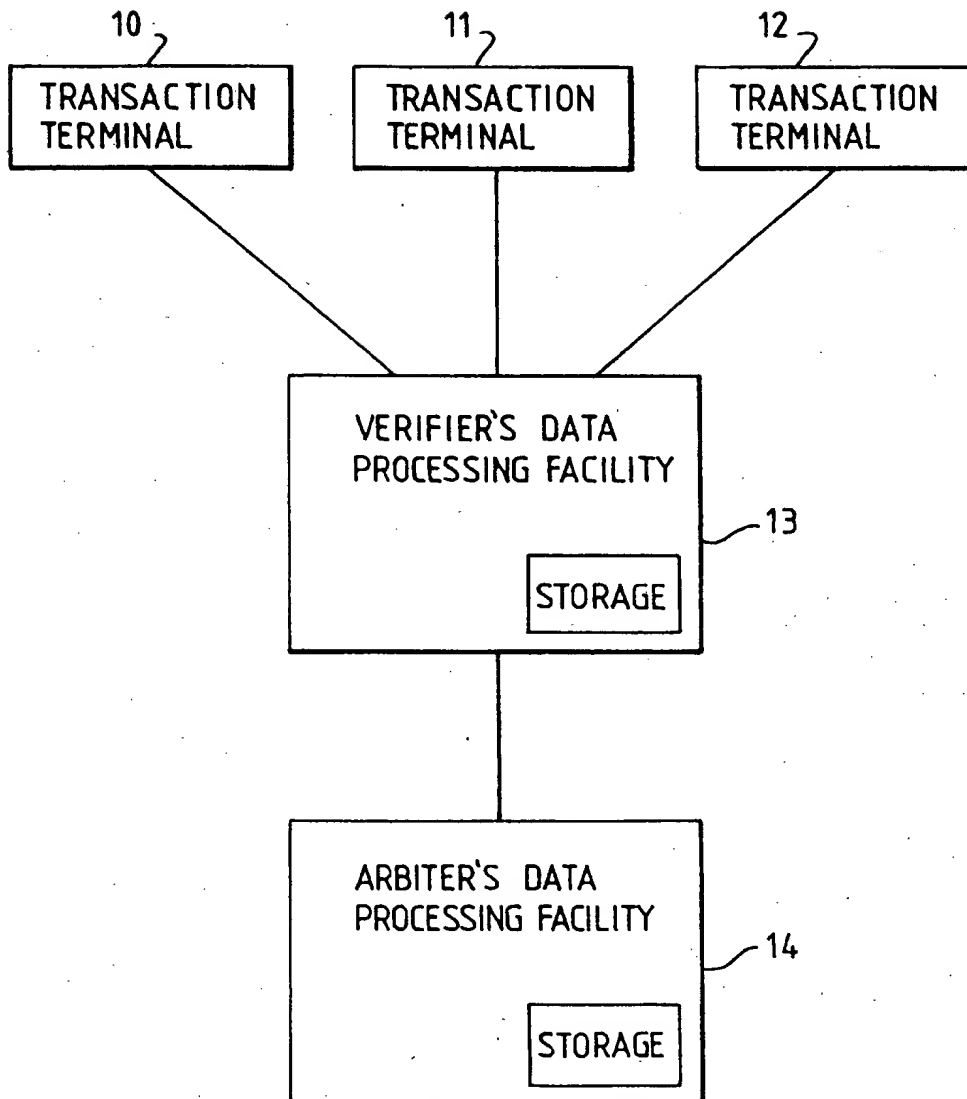 10
11
12
TRANSACTION
TERMINAL
TRANSACTION
TERMINAL
TRANSACTION
TERMINAL
VERIFIER'S DATA
PROCESSING FACILITY
13
STORAGE
ARBITER'S DATA
PROCESSING FACILITY
14
STORAGE